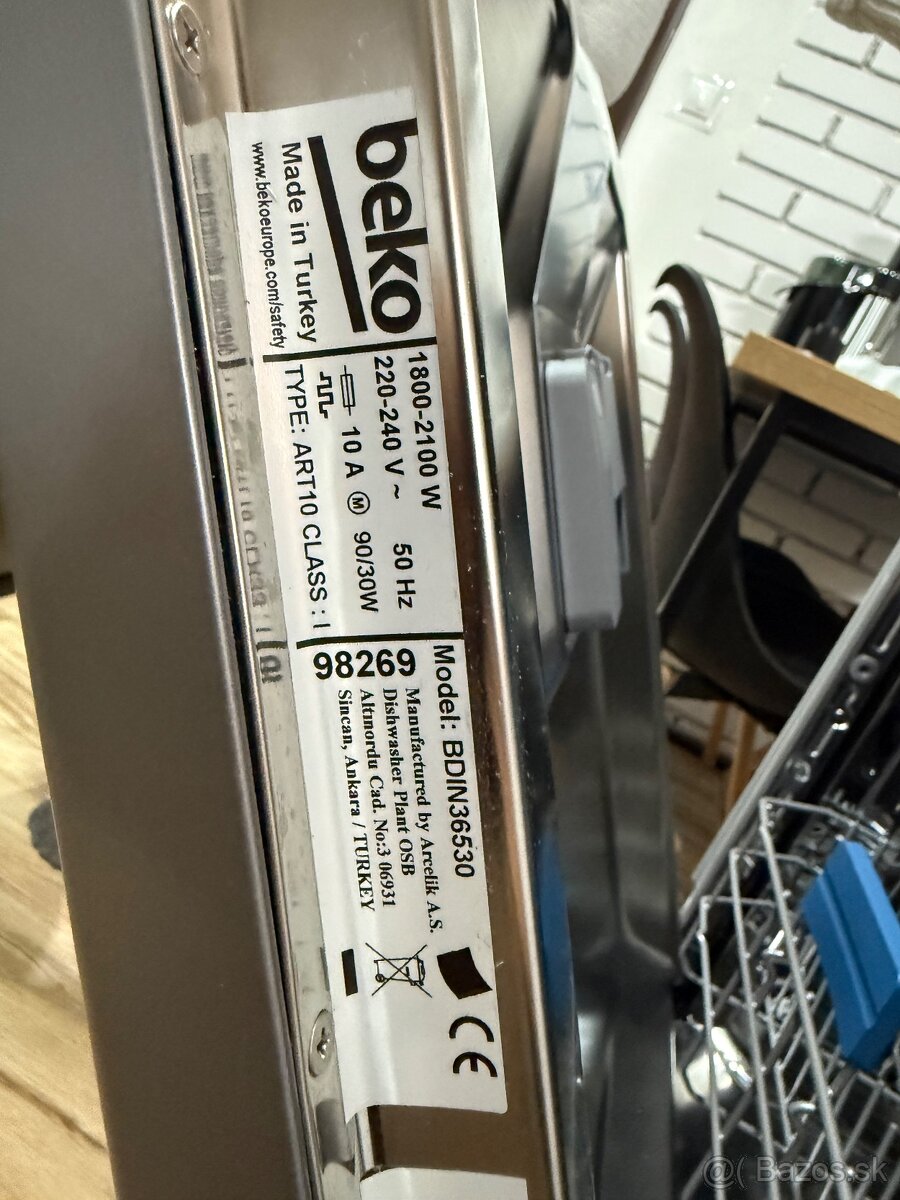 beko
Made in Turkey
www.bekoeurope.com/safety
1800-2100 W
220-240 V ~ 50 Hz
10 A M 90/30W
TYPE: ART10 CLASS : I
Model: BDIN36530
98269
Manufactured by Arcelik A.S.
Dishwasher Plant OSB
Altınordu Cad. No:3 06931
Sincan, Ankara / TURKEY
CE
@( Bazos.sk